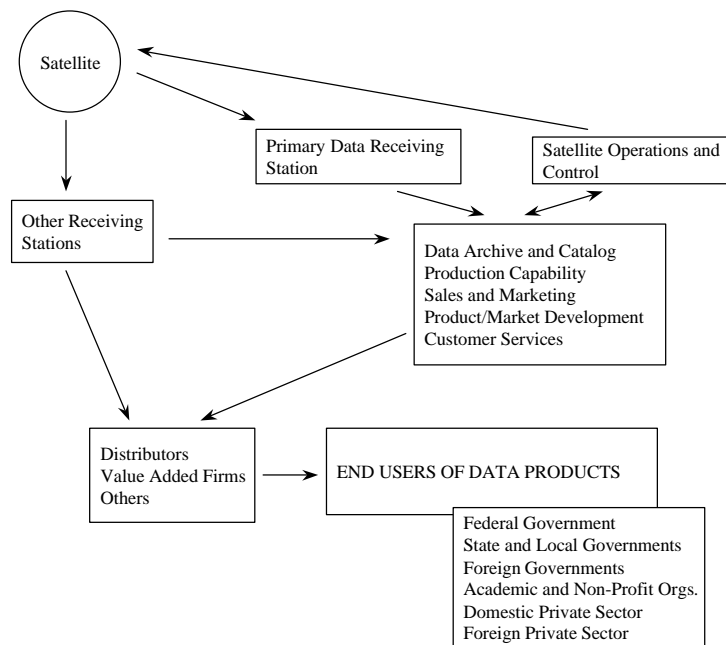 Satellite
Primary Data Receiving
Station
Satellite Operations and
Control
Other Receiving
Stations
Data Archive and Catalog
Production Capability
Sales and Marketing
Product/Market Development
Customer Services
Distributors
Value Added Firms
Others
END USERS OF DATA PRODUCTS
Federal Government
State and Local Governments
Foreign Governments
Academic and Non-Profit Orgs.
Domestic Private Sector
Foreign Private Sector